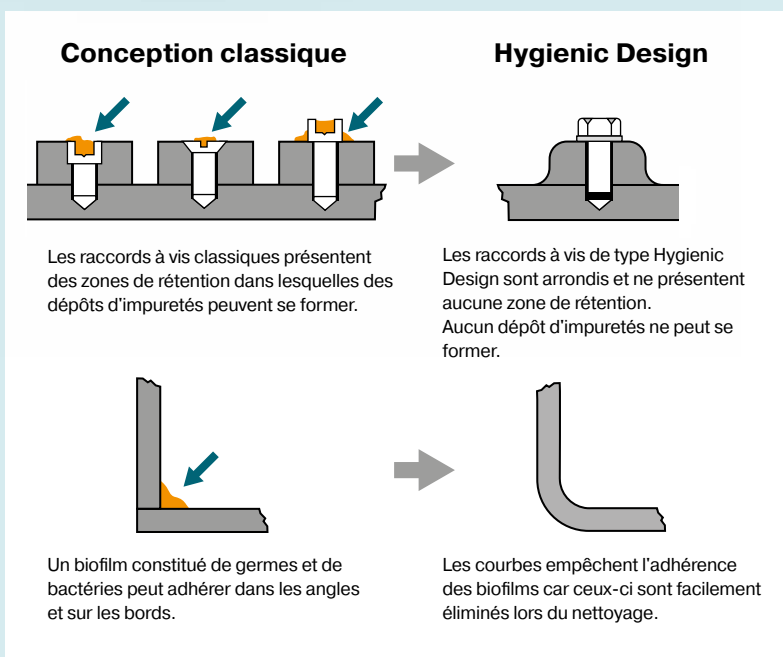 Conception classique
Hygienic Design
Les raccords à vis classiques présentent
des zones de rétention dans lesquelles des
dépôts d'impuretés peuvent se former.
Les raccords à vis de type Hygienic
Design sont arrondis et ne présentent
aucune zone de rétention.
Aucun dépôt d'impuretés ne peut se
former.
Un biofilm constitué de germes et de
bactéries peut adhérer dans les angles
et sur les bords.
Les courbes empêchent l’adhérence
des biofilms car ceux-ci sont facilement
éliminés lors du nettoyage.